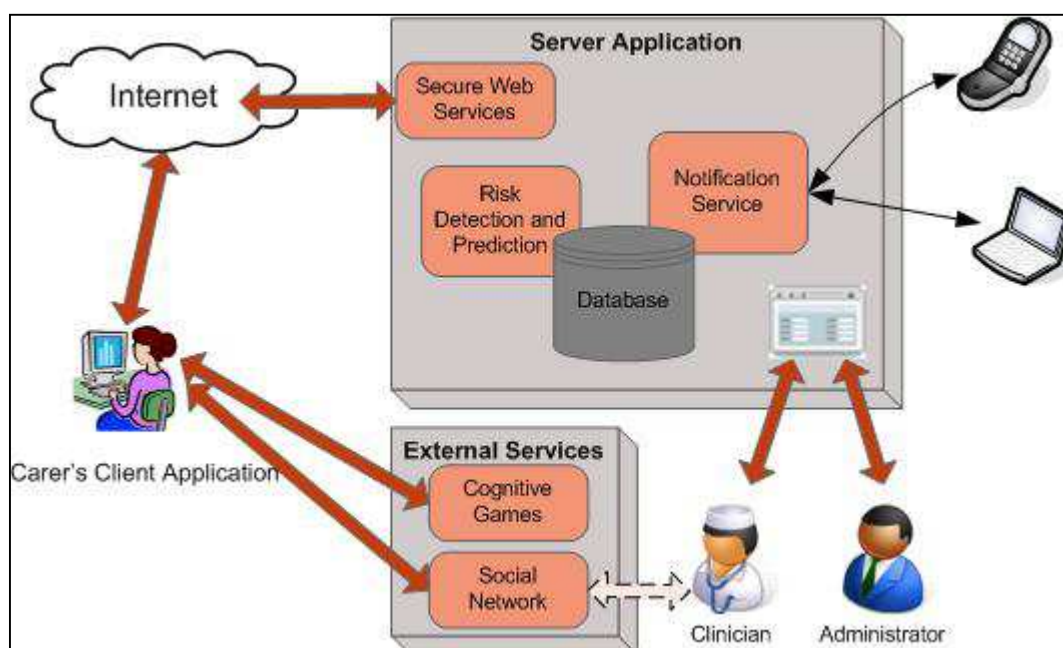 Server Application
Internet
Secure Web
Services
Risk
Detection and
Prediction
Notification
Service
Database
Carer's Client Application
External Services
Cognitive
Games
Social
Network
Clinician
Administrator